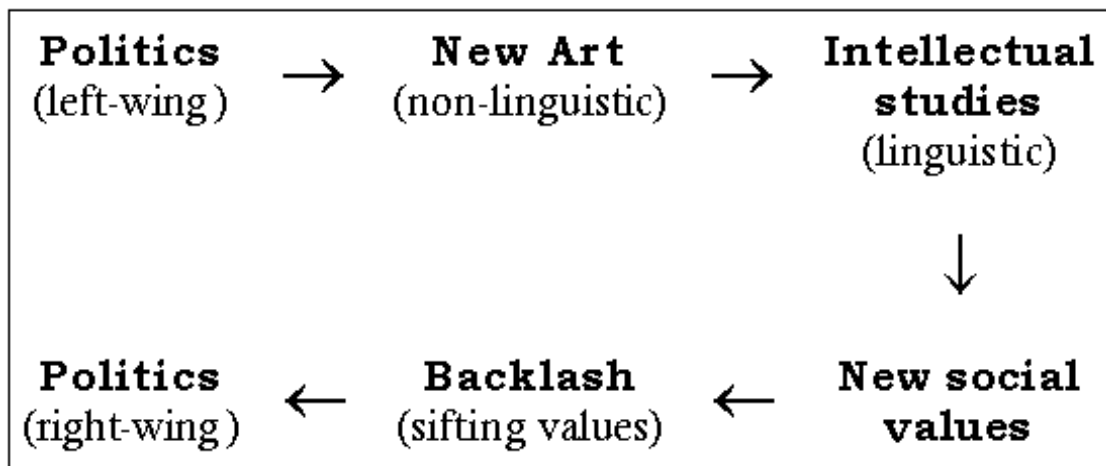 Politics
(left-wing)
New Art
(non-linguistic)
Intellectual
studies
(linguistic)
New social
values
Backlash
(sifting values)
Politics
(right-wing)